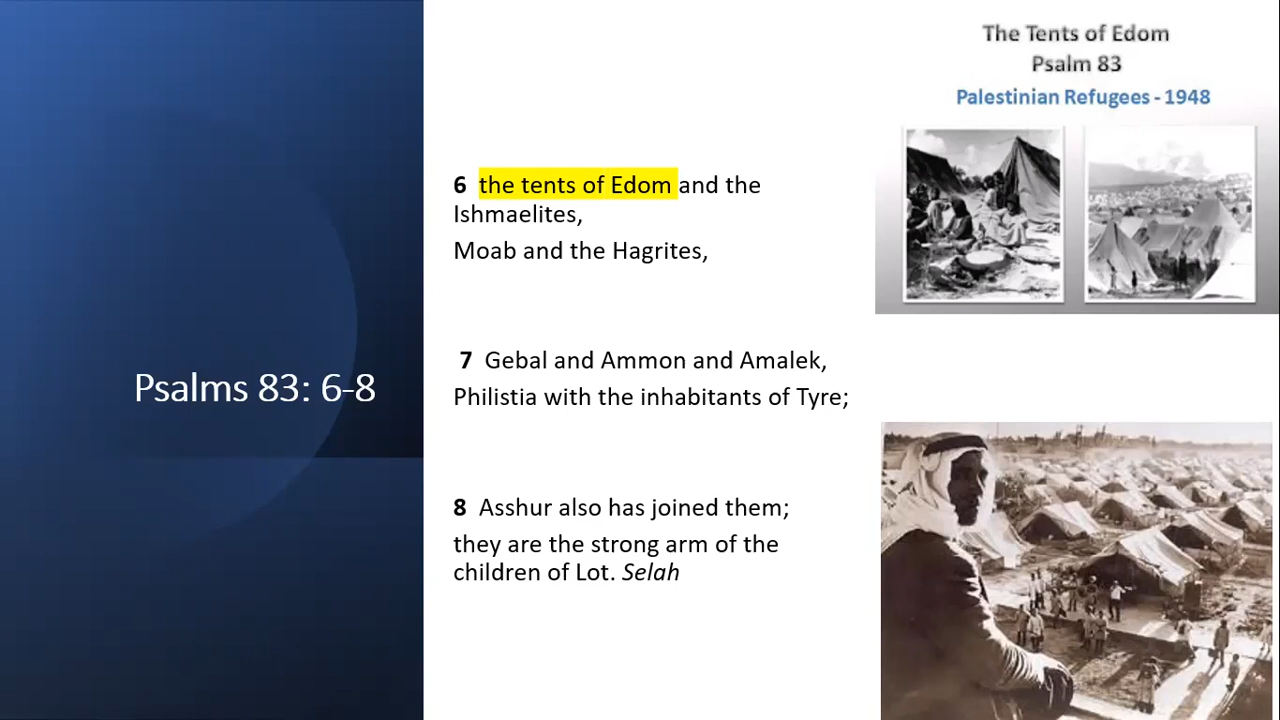 Psalms 83: 6-8
6 the tents of Edom and the
Ishmaelites,
Moab and the Hagrites,
7 Gebal and Ammon and Amalek,
Philistia with the inhabitants of Tyre;
8 Asshur also has joined them;
they are the strong arm of the
children of Lot. Selah
The Tents of Edom
Psalm 83
Palestinian Refugees - 1948